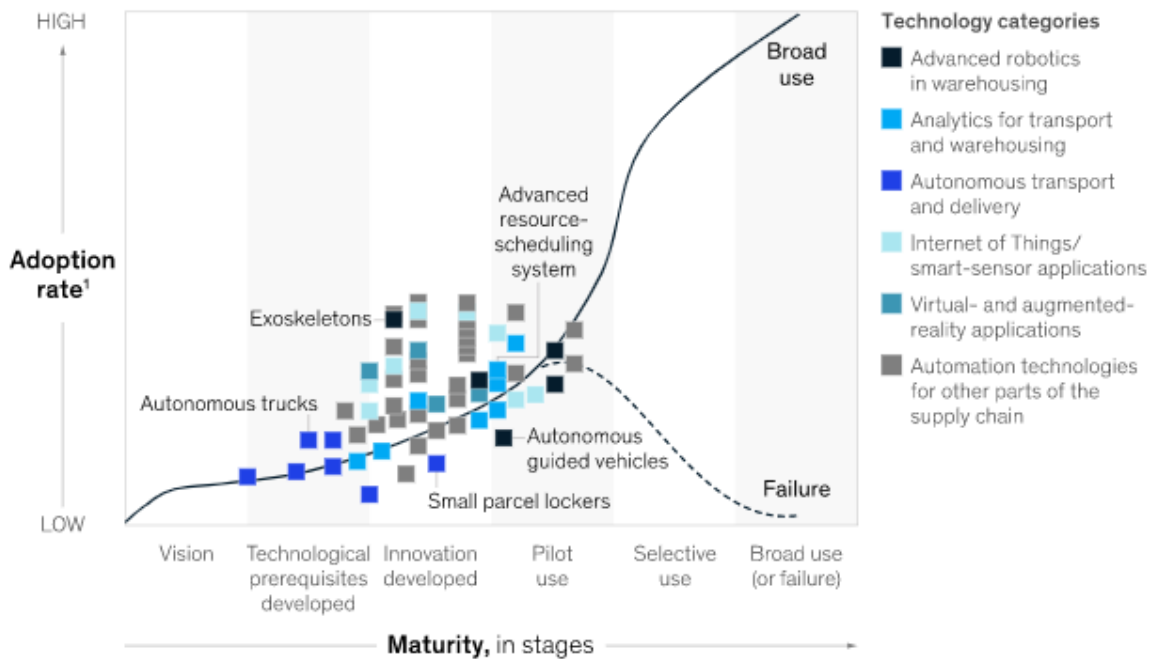 HIGH
Adoption
rate¹
LOW
Broad
use
Advanced
resource-
scheduling
system
Exoskeletons
Autonomous trucks
Autonomous
guided vehicles
Small parcel lockers
Failure
Vision
Technological
prerequisites
developed
Innovation
developed
Pilot
use
Selective
use
Broad use
(or failure)
Maturity, in stages
Technology categories
Advanced robotics
in warehousing
Analytics for transport
and warehousing
Autonomous transport
and delivery
Internet of Things/
smart-sensor applications
Virtual- and augmented-
reality applications
Automation technologies
for other parts of the
supply chain